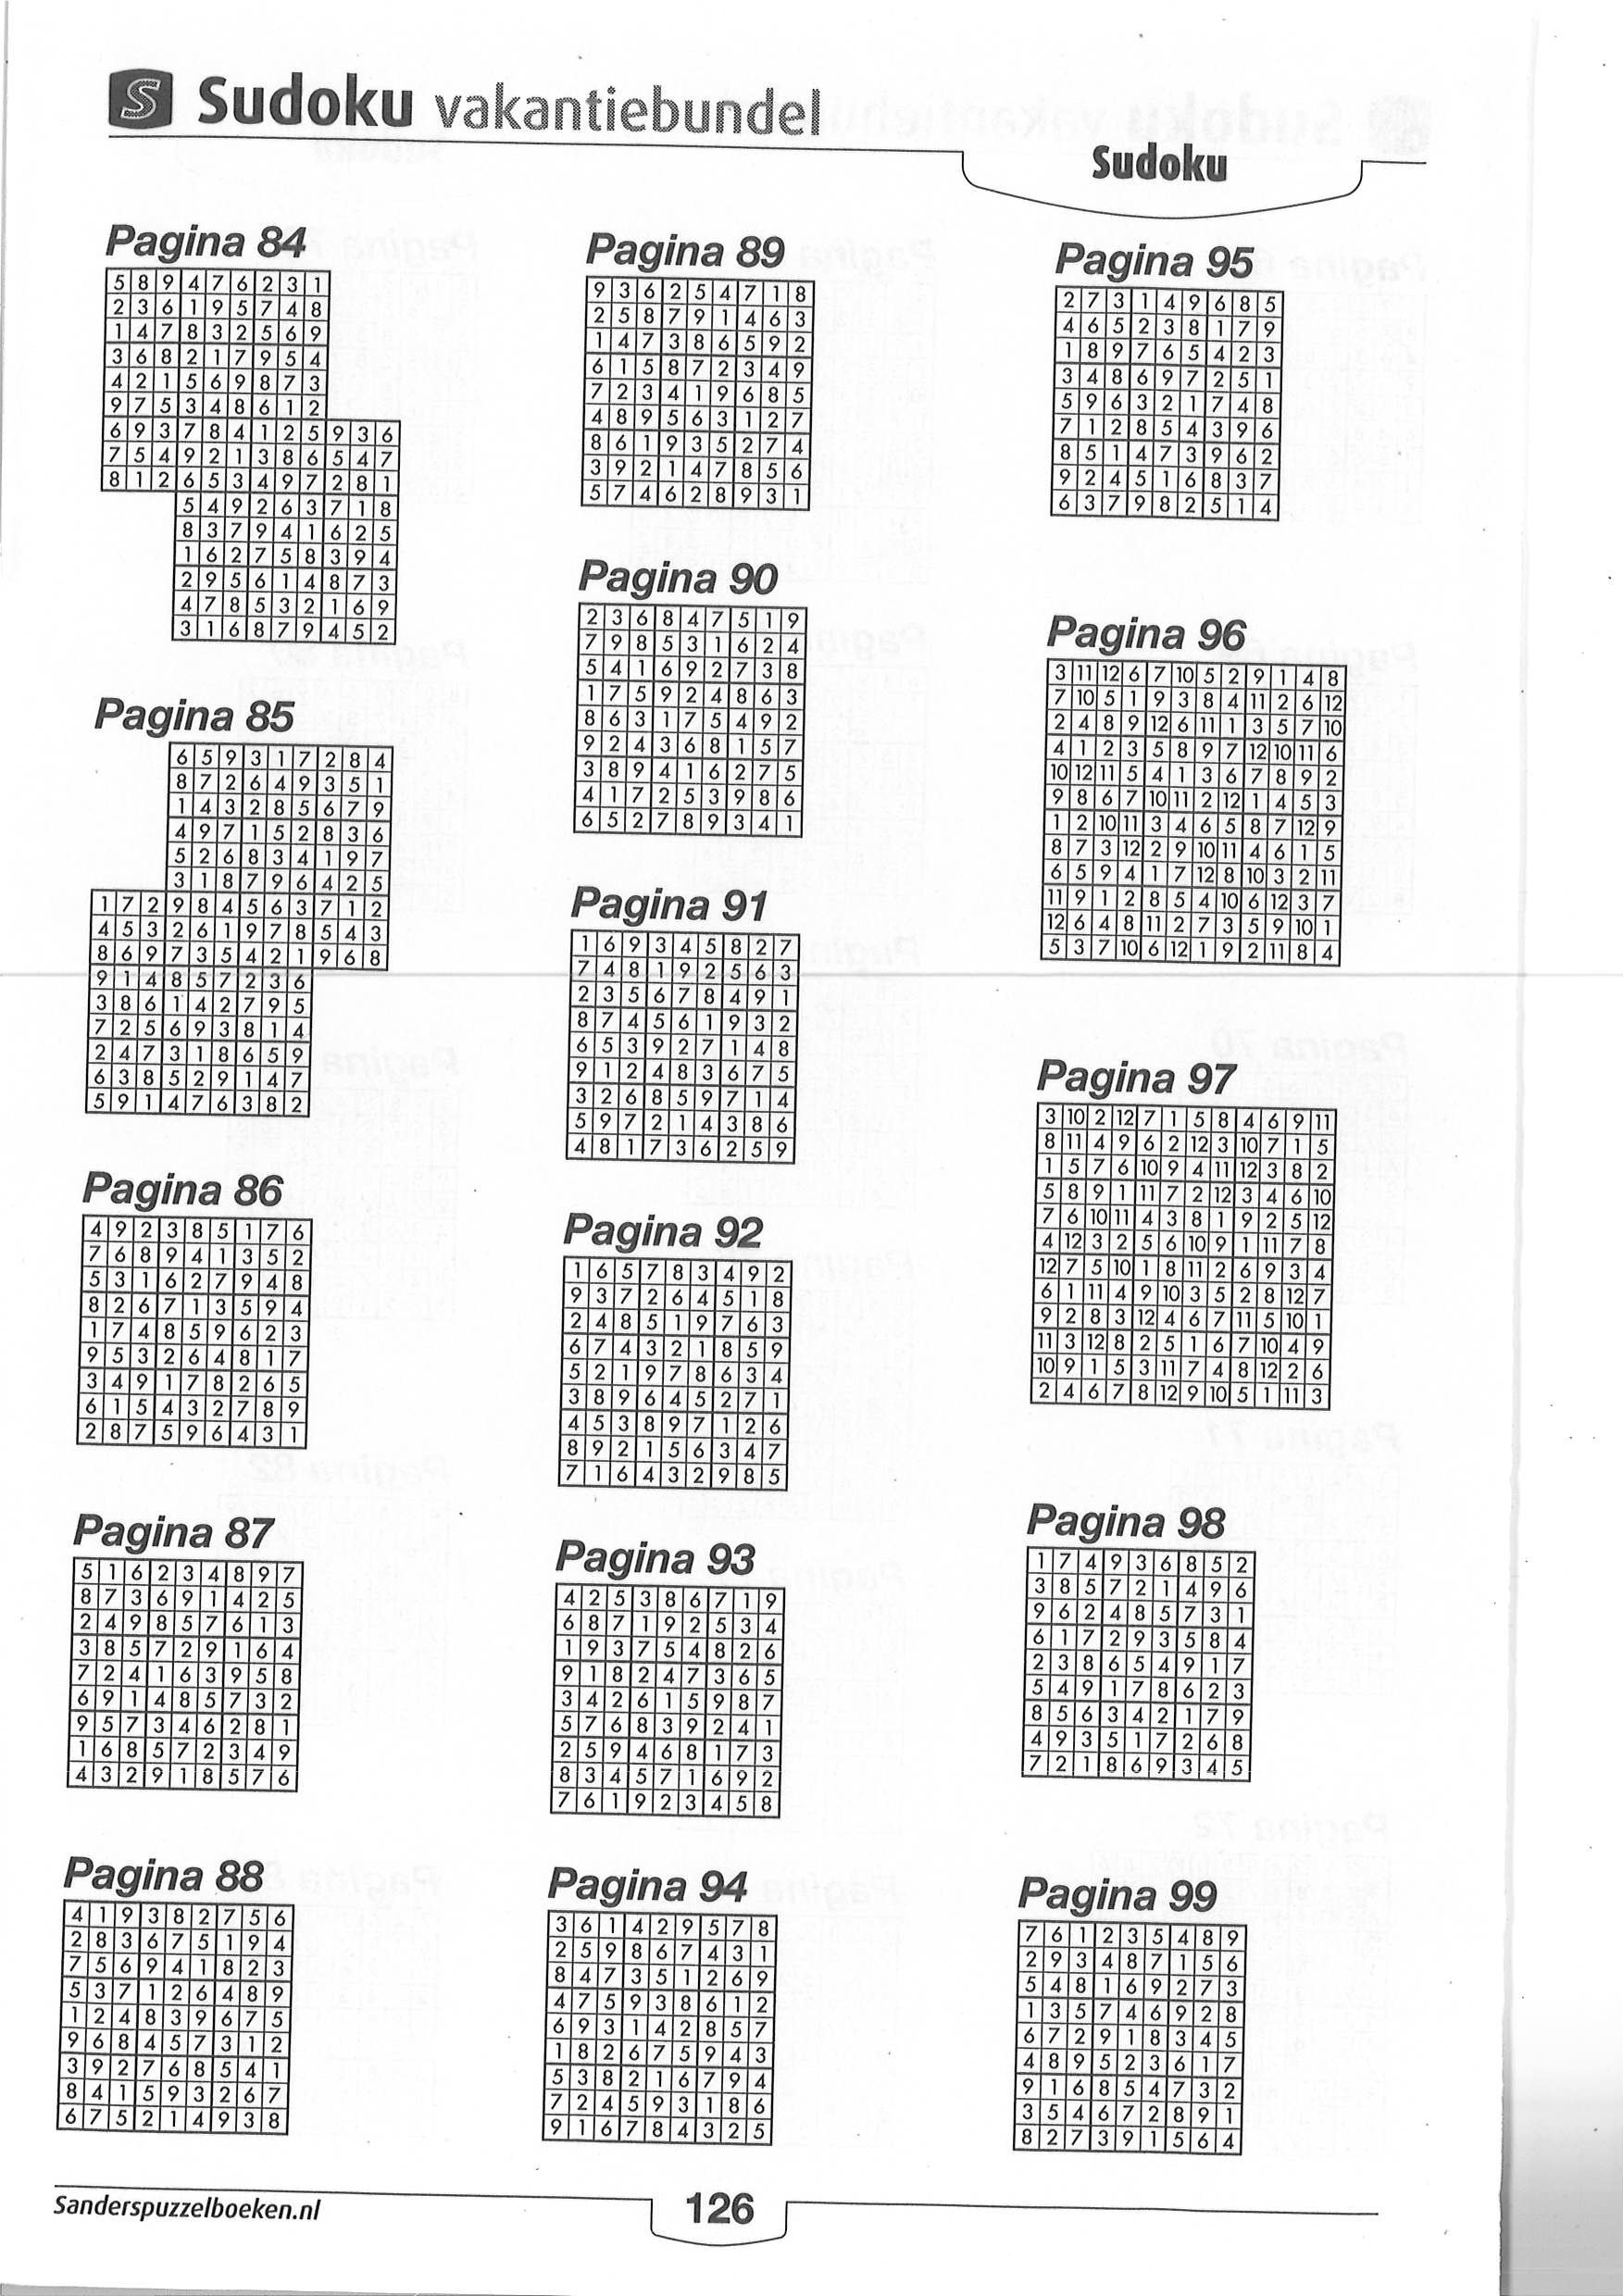 S Sudoku vakantiebundel
Sudoku
Pagina 84
5 8 9 4 7 6 2 3 1
2 3 6 1 9 5 7 4 8
1 4 7 8 3 2 5 6 9
3 6 8 2 1 7 9 5 4
4 2 1 5 6 9 8 7 3
9 7 5 3 4 8 6 1 2
6 9 3 7 8 4 1 2 5 9 3 6
7 5 4 9 2 1 3 8 6 5 4 7
8 1 2 6 5 3 4 9 7 2 8 1
5 4 9 2 6 3 7 1 8
8 3 7 9 4 1 6 2 5
1 6 2 7 5 8 3 9 4
2 9 5 6 1 4 8 7 3
4 7 8 5 3 2 1 6 9
3 1 6 8 7 9 4 5 2
Pagina 85
6 5 9 3 1 7 2 8 4
8 7 2 6 4 9 3 5 1
1 4 3 2 8 5 6 7 9
4 9 7 1 5 2 8 3 6
5 2 6 8 3 4 1 9 7
3 1 8 7 9 6 4 2 5
1 7 2 9 8 4 5 6 3 7 1 2
4 5 3 2 6 1 9 7 8 5 4 3
8 6 9 7 3 5 4 2 1 9 6 8
9 1 4 8 5 7 2 3 6
3 8 6 1 4 2 7 9 5
7 2 5 6 9 3 8 1 4
2 4 7 3 1 8 6 5 9
6 3 8 5 2 9 1 4 7
5 9 1 4 7 6 3 8 2
Pagina 86
4 9 2 3 8 5 1 7 6
7 6 8 9 4 1 3 5 2
5 3 1 6 2 7 9 4 8
8 2 6 7 1 3 5 9 4
1 7 4 8 5 9 6 2 3
9 5 3 2 6 4 8 1 7
3 4 9 1 7 8 2 6 5
6 1 5 4 3 2 7 8 9
2 8 7 5 9 6 4 3 1
Pagina 87
5 1 6 2 3 4 8 9 7
8 7 3 6 9 1 4 2 5
2 4 9 8 5 7 6 1 3
3 8 5 7 2 9 1 6 4
7 2 4 1 6 3 9 5 8
6 9 1 4 8 5 7 3 2
9 5 7 3 4 6 2 8 1
1 6 8 5 7 2 3 4 9
4 3 2 9 1 8 5 7 6
Pagina 88
4 1 9 3 8 2 7 5 6
2 8 3 6 7 5 1 9 4
7 5 6 9 4 1 8 2 3
5 3 7 1 2 6 4 8 9
1 2 4 8 3 9 6 7 5
9 6 8 4 5 7 3 1 2
3 9 2 7 6 8 5 4 1
8 4 1 5 9 3 2 6 7
6 7 5 2 1 4 9 3 8
Pagina 89
9 3 6 2 5 4 7 1 8
2 5 8 7 9 1 4 6 3
1 4 7 3 8 6 5 9 2
6 1 5 8 7 2 3 4 9
7 2 3 4 1 9 6 8 5
4 8 9 5 6 3 1 2 7
8 6 1 9 3 5 2 7 4
3 9 2 1 4 7 8 5 6
5 7 4 6 2 8 9 3 1
Pagina 90
2 3 6 8 4 7 5 1 9
7 9 8 5 3 1 6 2 4
5 4 1 6 9 2 7 3 8
1 7 5 9 2 4 8 6 3
8 6 3 1 7 5 4 9 2
9 2 4 3 6 8 1 5 7
3 8 9 4 1 6 2 7 5
4 1 7 2 5 3 9 8 6
6 5 2 7 8 9 3 4 1
Pagina 91
1 6 9 3 4 5 8 2 7
7 4 8 1 9 2 5 6 3
2 3 5 6 7 8 4 9 1
8 7 4 5 6 1 9 3 2
6 5 3 9 2 7 1 4 8
9 1 2 4 8 3 6 7 5
3 2 6 8 5 9 7 1 4
5 9 7 2 1 4 3 8 6
4 8 1 7 3 6 2 5 9
Pagina 92
1 6 5 7 8 3 4 9 2
9 3 7 2 6 4 5 1 8
2 4 8 5 1 9 7 6 3
6 7 4 3 2 1 8 5 9
5 2 1 9 7 8 6 3 4
3 8 9 6 4 5 2 7 1
4 5 3 8 9 7 1 2 6
8 9 2 1 5 6 3 4 7
7 1 6 4 3 2 9 8 5
Pagina 93
4 2 5 3 8 6 7 1 9
6 8 7 1 9 2 5 3 4
1 9 3 7 5 4 8 2 6
9 1 8 2 4 7 3 6 5
3 4 2 6 1 5 9 8 7
5 7 6 8 3 9 2 4 1
2 5 9 4 6 8 1 7 3
8 3 4 5 7 1 6 9 2
7 6 1 9 2 3 4 5 8
Pagina 94
3 6 1 4 2 9 5 7 8
2 5 9 8 6 7 4 3 1
8 4 7 3 5 1 2 6 9
4 7 5 9 3 8 6 1 2
6 9 3 1 4 2 8 5 7
1 8 2 6 7 5 9 4 3
5 3 8 2 1 6 7 9 4
7 2 4 5 9 3 1 8 6
9 1 6 7 8 4 3 2 5
Pagina 95
2 7 3 1 4 9 6 8 5
4 6 5 2 3 8 1 7 9
1 8 9 7 6 5 4 2 3
3 4 8 6 9 7 2 5 1
5 9 6 3 2 1 7 4 8
7 1 2 8 5 4 3 9 6
8 5 1 4 7 3 9 6 2
9 2 4 5 1 6 8 3 7
6 3 7 9 8 2 5 1 4
Pagina 96
3 11 12 6 7 10 5 2 9 1 4 8
7 10 5 1 9 3 8 4 11 2 6 12
2 4 8 9 12 6 11 1 3 5 7 10
4 1 2 3 5 8 9 7 12 10 11 6
10 12 11 5 4 1 3 6 7 8 9 2
9 8 6 7 10 11 2 12 1 4 5 3
1 2 10 11 3 4 6 5 8 7 12 9
8 7 3 12 2 9 10 11 4 6 1 5
6 5 9 4 1 7 12 8 10 3 2 11
11 9 1 2 8 5 4 10 6 12 3 7
12 6 4 8 11 2 7 3 5 9 10 1
5 3 7 10 6 12 1 9 2 11 8 4
Pagina 97
3 10 2 12 7 1 5 8 4 6 9 11
8 11 4 9 6 2 12 3 10 7 1 5
1 5 7 6 10 9 4 11 12 3 8 2
5 8 9 1 11 7 2 12 3 4 6 10
7 6 10 11 4 3 8 1 9 2 5 12
4 12 3 2 5 6 10 9 1 11 7 8
12 7 5 10 1 8 11 2 6 9 3 4
6 1 11 4 9 10 3 5 2 8 12 7
9 2 8 3 12 4 6 7 11 5 10 1
11 3 12 8 2 5 1 6 7 10 4 9
10 9 1 5 3 11 7 4 8 12 2 6
2 4 6 7 8 12 9 10 5 1 11 3
Pagina 98
1 7 4 9 3 6 8 5 2
3 8 5 7 2 1 4 9 6
9 6 2 4 8 5 7 3 1
6 1 7 2 9 3 5 8 4
2 3 8 6 5 4 9 1 7
5 4 9 1 7 8 6 2 3
8 5 6 3 4 2 1 7 9
4 9 3 5 1 7 2 6 8
7 2 1 8 6 9 3 4 5
Pagina 99
7 6 1 2 3 5 4 8 9
2 9 3 4 8 7 1 5 6
5 4 8 1 6 9 2 7 3
1 3 5 7 4 6 9 2 8
6 7 2 9 1 8 3 4 5
4 8 9 5 2 3 6 1 7
9 1 6 8 5 4 7 3 2
3 5 4 6 7 2 8 9 1
8 2 7 3 9 1 5 6 4
Sanderspuzzelboeken.nl
126